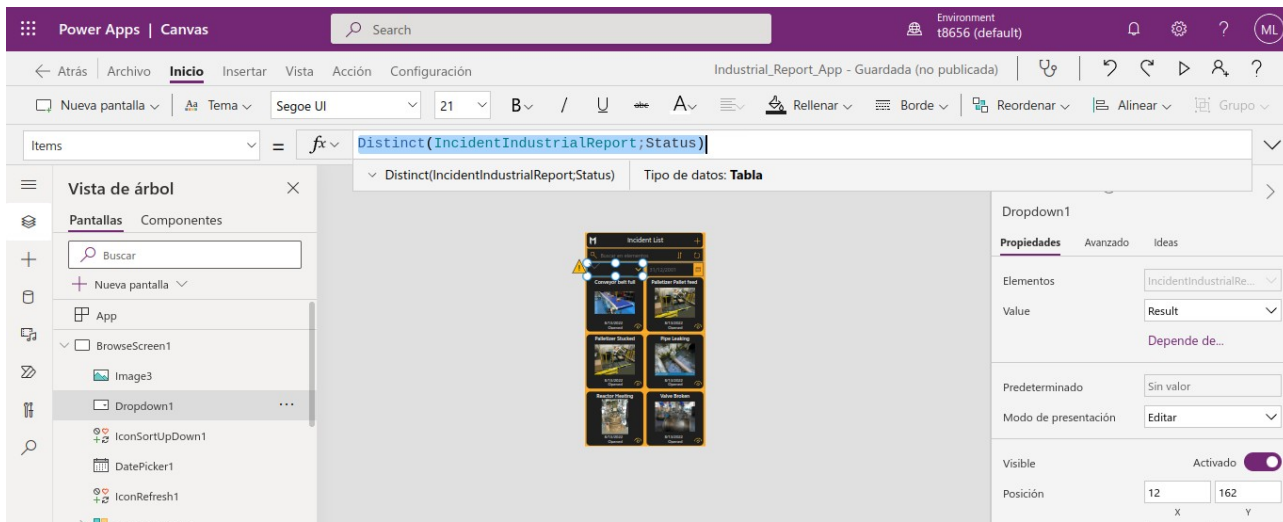 Power Apps | Canvas
Search
Environment
t8656 (default)
ML
Atrás Archivo Inicio Insertar Vista Acción Configuración
Industrial_Report_App - Guardada (no publicada)
Nueva pantalla Tema Segoe UI 21 B / U abc A Rellenar Borde Reordenar Alinear Grupo
Items = fx Distinct(IncidentIndustrialReport;Status)
Distinct(IncidentIndustrialReport;Status) Tipo de datos: Tabla
Vista de árbol
Pantallas Componentes
Buscar
Nueva pantalla
App
BrowseScreen1
Image3
Dropdown1
IconSortUpDown1
DatePicker1
IconRefresh1
Incident List
Buscar en elementos
Conveyor belt full Palletizer Pallet feed
Palletizer Stucked Pipe Leaking
Reactor Heating Valve Broken
Dropdown1
Propiedades Avanzado Ideas
Elementos IncidentIndustrialRe...
Value Result
Depende de...
Predeterminado Sin valor
Modo de presentación Editar
Visible Activado
Posición 12 162
X Y